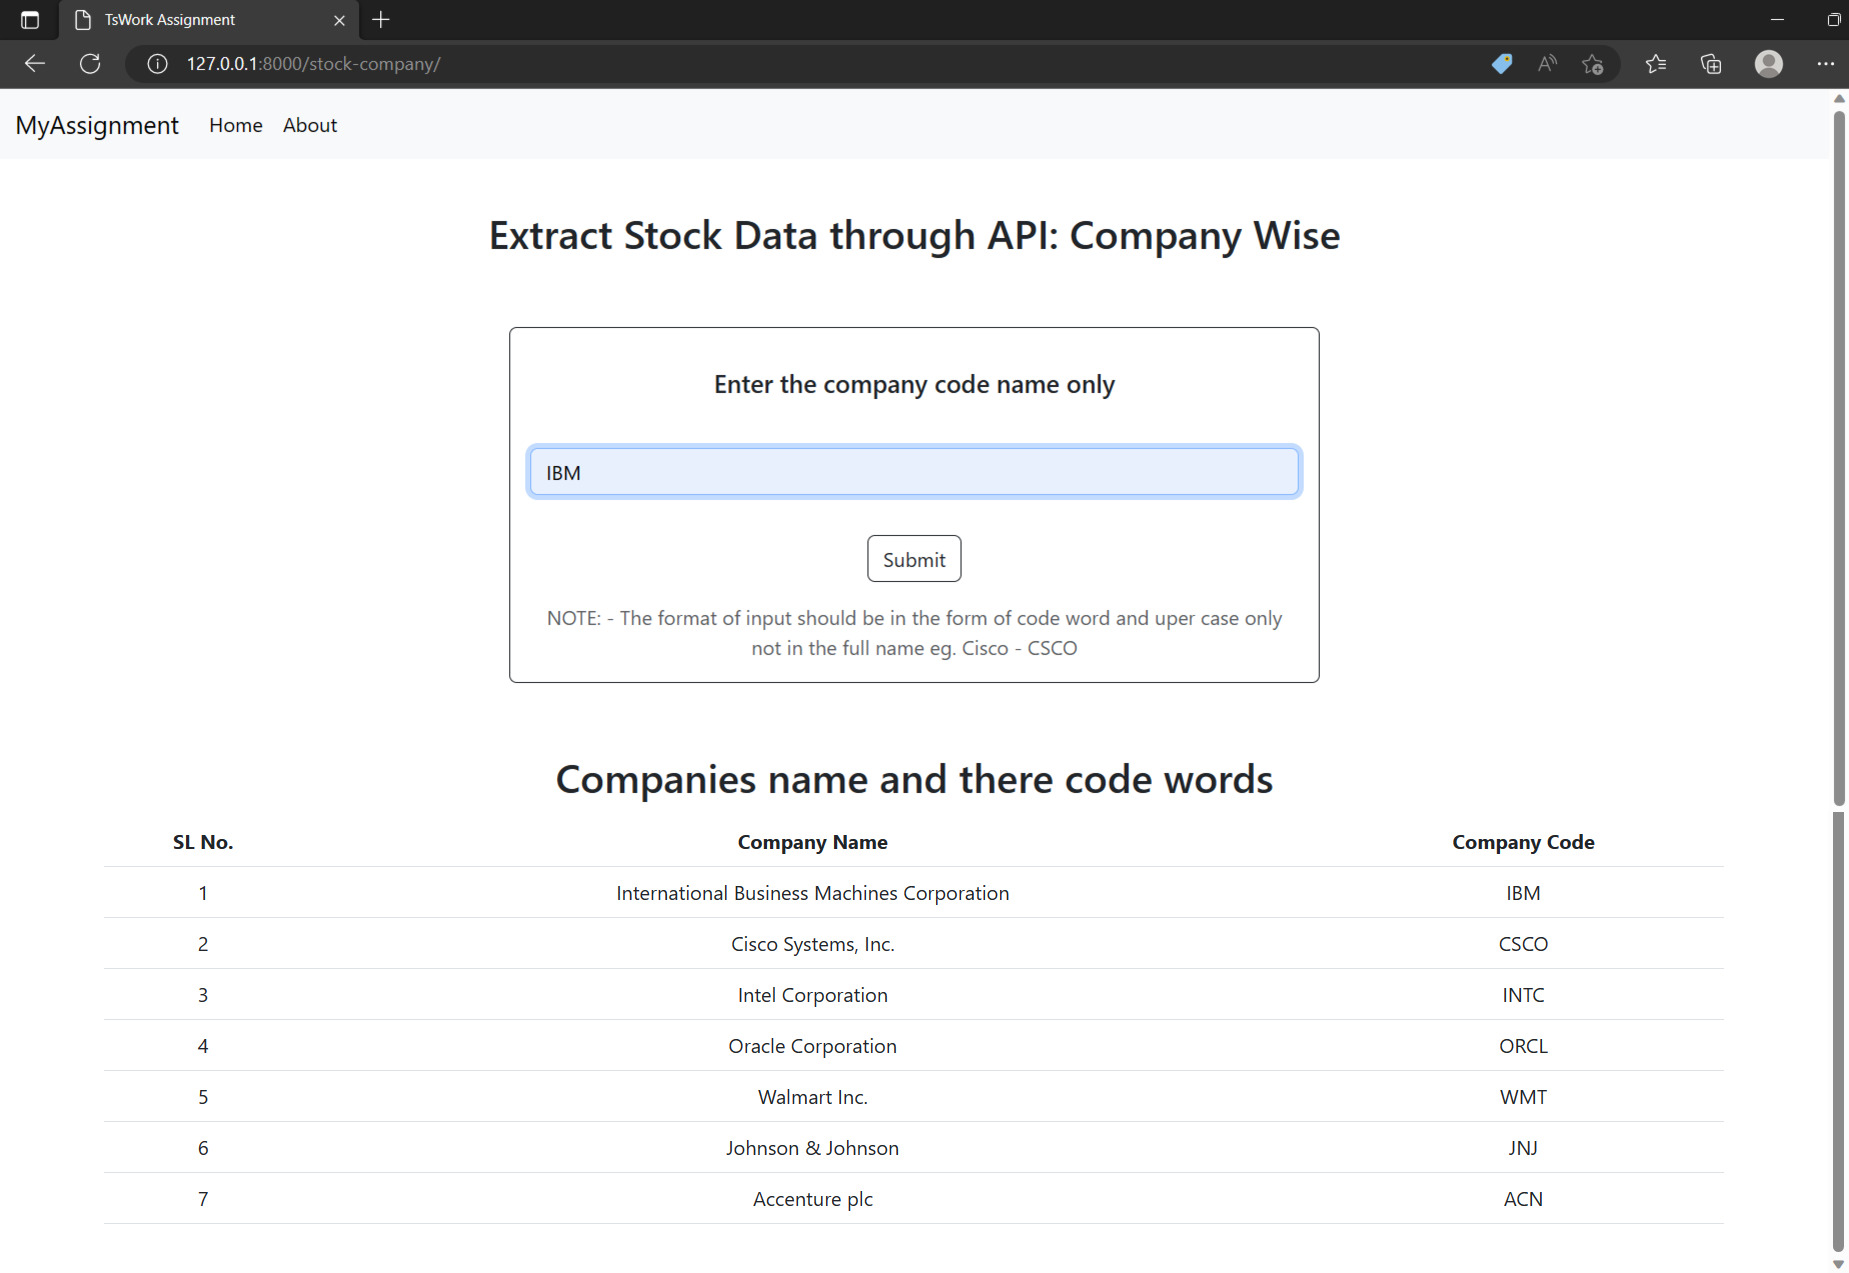 TsWork Assignment
127.0.0.1:8000/stock-company/
MyAssignment Home About
Extract Stock Data through API: Company Wise
Enter the company code name only
IBM
Submit
NOTE: - The format of input should be in the form of code word and uper case only
not in the full name eg. Cisco - CSCO
Companies name and there code words
SL No. Company Name Company Code
1 International Business Machines Corporation IBM
2 Cisco Systems, Inc. CSCO
3 Intel Corporation INTC
4 Oracle Corporation ORCL
5 Walmart Inc. WMT
6 Johnson & Johnson JNJ
7 Accenture plc ACN